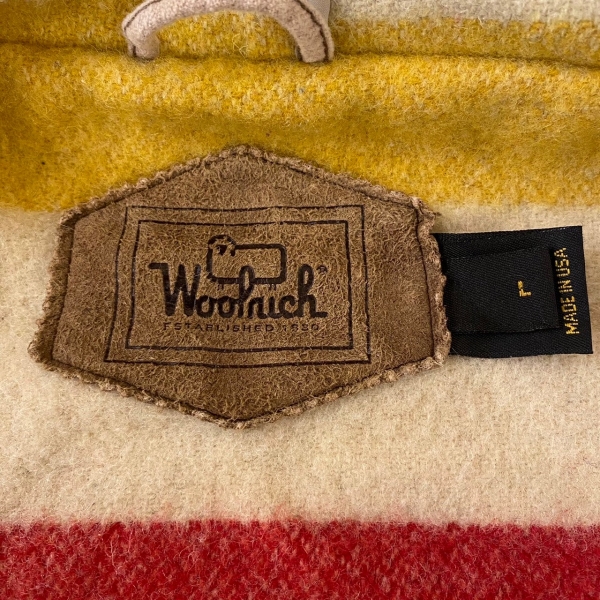 Woolrich®
ESTABLISHED 1830
L
MADE IN USA